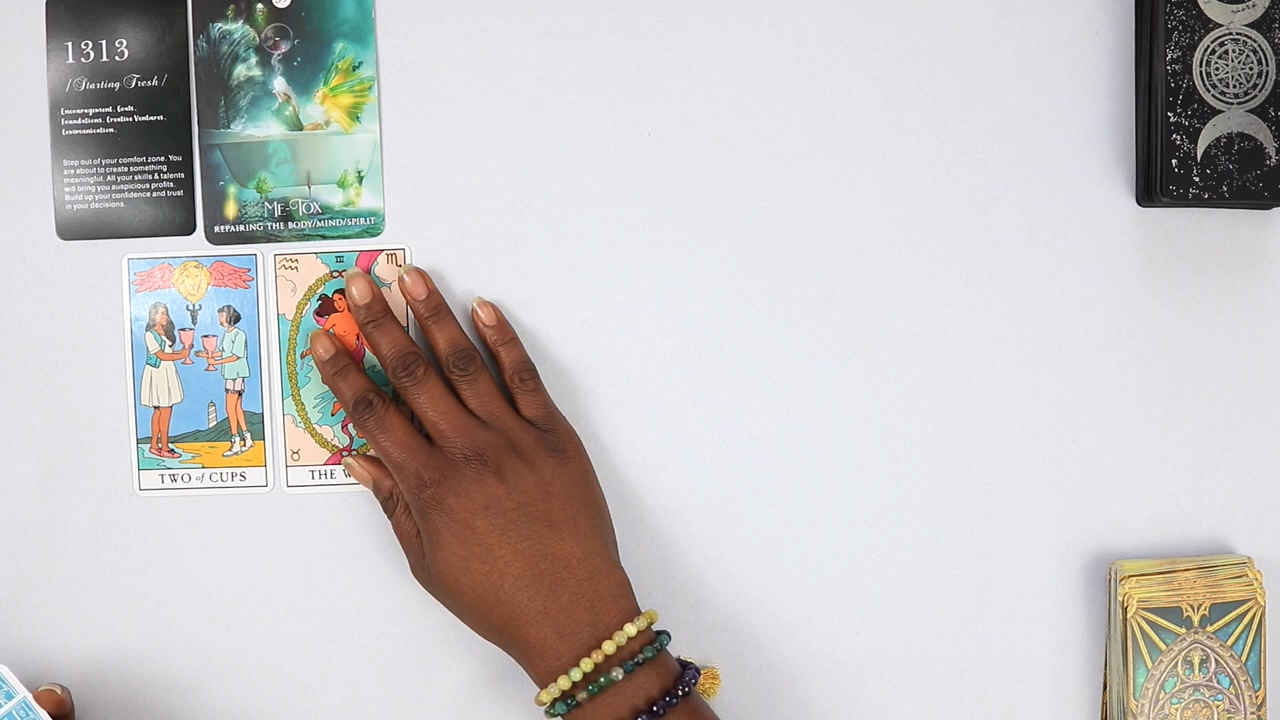 1313
/Starting Fresh/
Encouragement. Goals.
Foundations. Creative Ventures.
Communication.
Step out of your comfort zone. You
are about to create something
meaningful. All your skills & talents
will bring you auspicious profits.
Build up your confidence and trust
in your decisions.
ME-TOX
REPAIRING THE BODY/MIND/SPIRIT
TWO of CUPS
THE